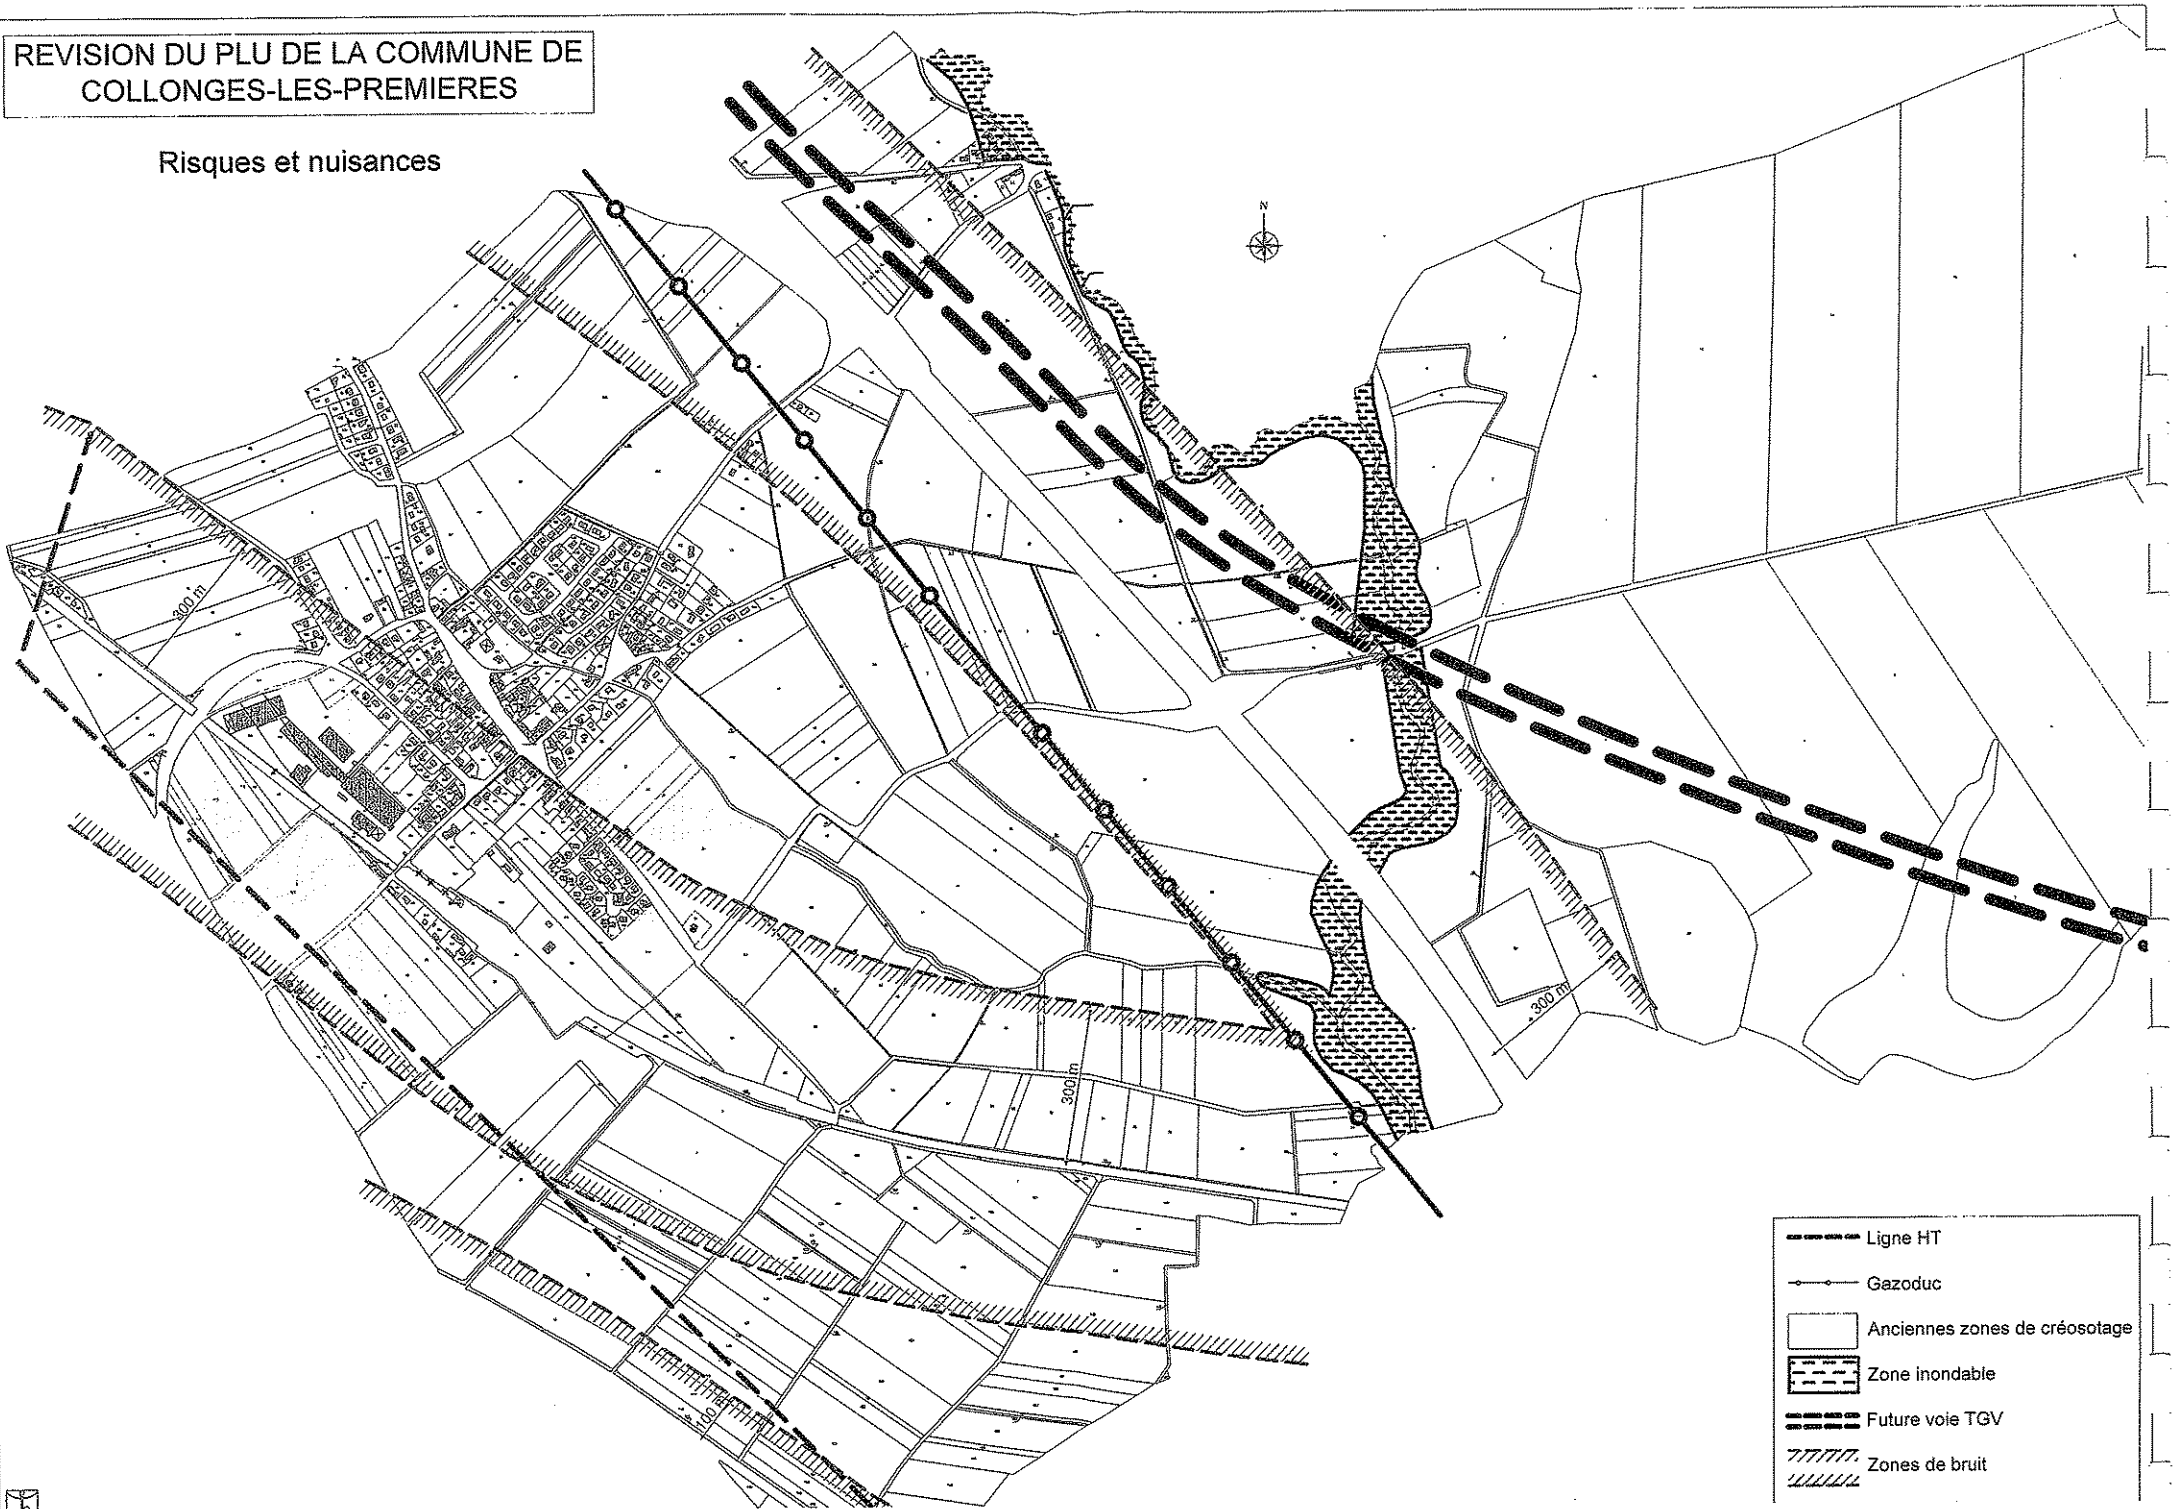 REVISION DU PLU DE LA COMMUNE DE
COLLONGES-LES-PREMIERES
Risques et nuisances
N
300 m
300 m
300 m
100 m
Ligne HT
Gazoduc
Anciennes zones de créosotage
Zone inondable
Future voie TGV
Zones de bruit